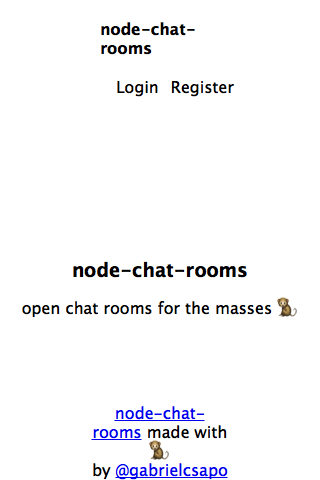 node-chat-
rooms
Login Register
node-chat-rooms
open chat rooms for the masses 🐒
node-chat-
rooms made with
🐒
by @gabrielcsapo